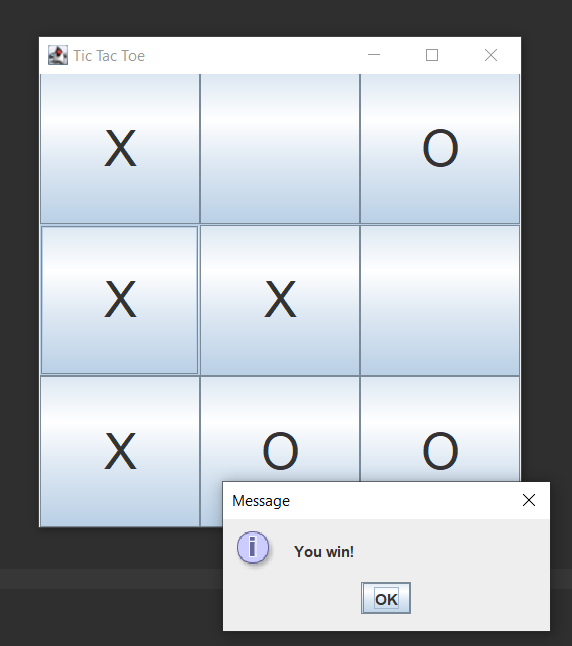 Tic Tac Toe
X O
X X
X O O
Message
You win!
OK